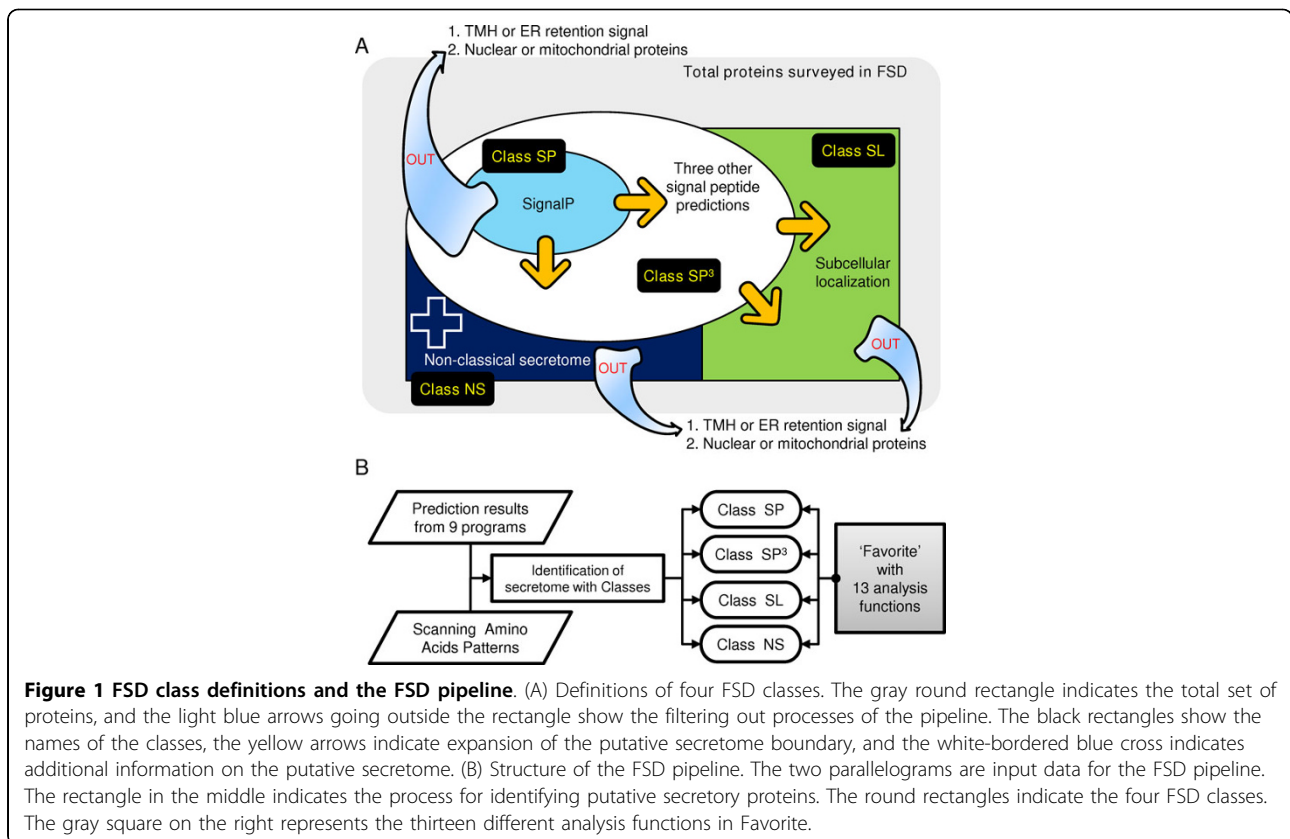 A
1. TMH or ER retention signal
2. Nuclear or mitochondrial proteins
Total proteins surveyed in FSD
OUT
Class SP
SignalP
Three other
signal peptide
predictions
Class SL
Class SP³
Subcellular
localization
Non-classical secretome
Class NS
OUT
OUT
1. TMH or ER retention signal
2. Nuclear or mitochondrial proteins
B
Prediction results
from 9 programs
Scanning Amino
Acids Patterns
Identification of
secretome with Classes
Class SP
Class SP³
Class SL
Class NS
'Favorite'
with
13 analysis
functions
Figure 1 FSD class definitions and the FSD pipeline. (A) Definitions of four FSD classes. The gray round rectangle indicates the total set of
proteins, and the light blue arrows going outside the rectangle show the filtering out processes of the pipeline. The black rectangles show the
names of the classes, the yellow arrows indicate expansion of the putative secretome boundary, and the white-bordered blue cross indicates
additional information on the putative secretome. (B) Structure of the FSD pipeline. The two parallelograms are input data for the FSD pipeline.
The rectangle in the middle indicates the process for identifying putative secretory proteins. The round rectangles indicate the four FSD classes.
The gray square on the right represents the thirteen different analysis functions in Favorite.